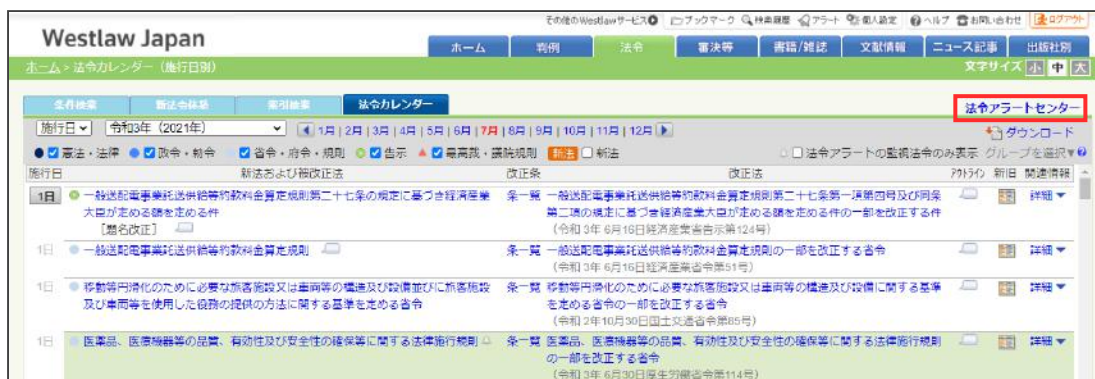 その他のWestlawサービス ブックマーク 検索履歴 アラート 個人設定 ヘルプ お問い合わせ ログアウト
Westlaw Japan
ホーム 判例 法令 審決等 書籍/雑誌 文献情報 ニュース記事 出版社別
ホーム > 法令カレンダー（施行日別） 文字サイズ 小 中 大
条件検索 新法令体系 索引検索 法令カレンダー 法令アラートセンター
施行日 令和3年（2021年） 1月 | 2月 | 3月 | 4月 | 5月 | 6月 | 7月 | 8月 | 9月 | 10月 | 11月 | 12月 ダウンロード
憲法・法律 政令・勅令 省令・府令・規則 告示 最高裁・議院規則 新法 新法 法令アラートの監視法令のみ表示 グループを選択▼
施行日 新法および被改正法 改正条 改正法 アウトライン 新旧 関連情報
1日 一般送配電事業託送供給等約款料金算定規則第二十七条の規定に基づき経済産業 条一覧 一般送配電事業託送供給等約款料金算定規則第二十七条第一項第四号及び同条 詳細▼
大臣が定める額を定める件 第二項の規定に基づき経済産業大臣が定める額を定める件の一部を改正する件
［題名改正］ （令和 3年 6月16日経済産業省告示第124号）
1日 一般送配電事業託送供給等約款料金算定規則 条一覧 一般送配電事業託送供給等約款料金算定規則の一部を改正する省令 詳細▼
（令和 3年 6月16日経済産業省令第51号）
1日 移動等円滑化のために必要な旅客施設又は車両等の構造及び設備並びに旅客施設 条一覧 移動等円滑化のために必要な旅客施設又は車両等の構造及び設備に関する基準 詳細▼
及び車両等を使用した役務の提供の方法に関する基準を定める省令 を定める省令の一部を改正する省令
（令和 2年10月30日国土交通省令第85号）
1日 医薬品、医療機器等の品質、有効性及び安全性の確保等に関する法律施行規則 条一覧 医薬品、医療機器等の品質、有効性及び安全性の確保等に関する法律施行規則 詳細▼
の一部を改正する省令
（令和 3年 6月30日厚生労働省令第114号）